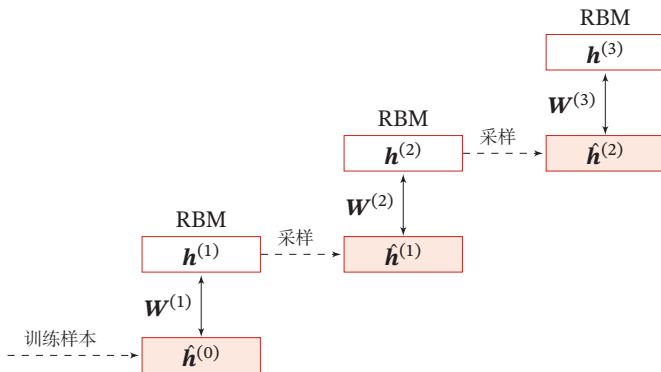 RBM
h^(3)
W^(3)
RBM
h^(2)
采样
ĥ^(2)
W^(2)
RBM
h^(1)
采样
ĥ^(1)
W^(1)
训练样本
ĥ^(0)